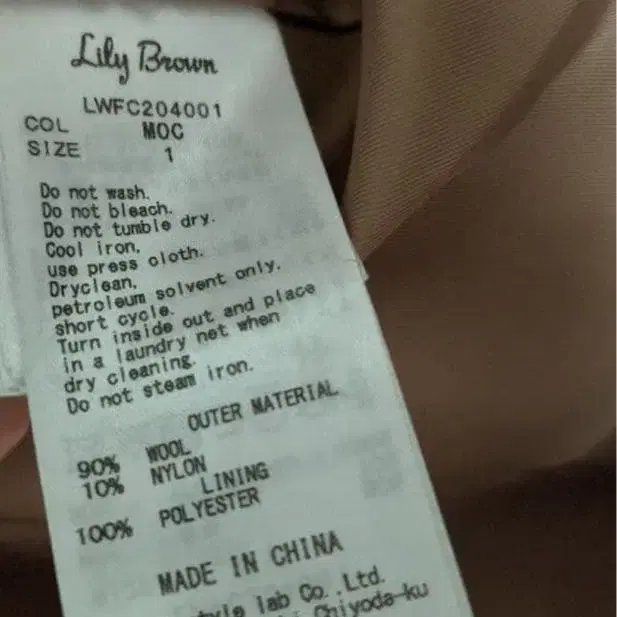 Lily Brown
LWFC204001
COL MOC
SIZE 1
Do not wash.
Do not bleach.
Do not tumble dry.
Cool iron.
use press cloth.
Dryclean.
petroleum solvent only.
short cycle.
Turn inside out and place
in a laundry net when
dry cleaning.
Do not steam iron.
OUTER MATERIAL
90% WOOL
10% NYLON
LINING
100% POLYESTER
MADE IN CHINA
style lab Co.,Ltd.
Chiyoda-ku